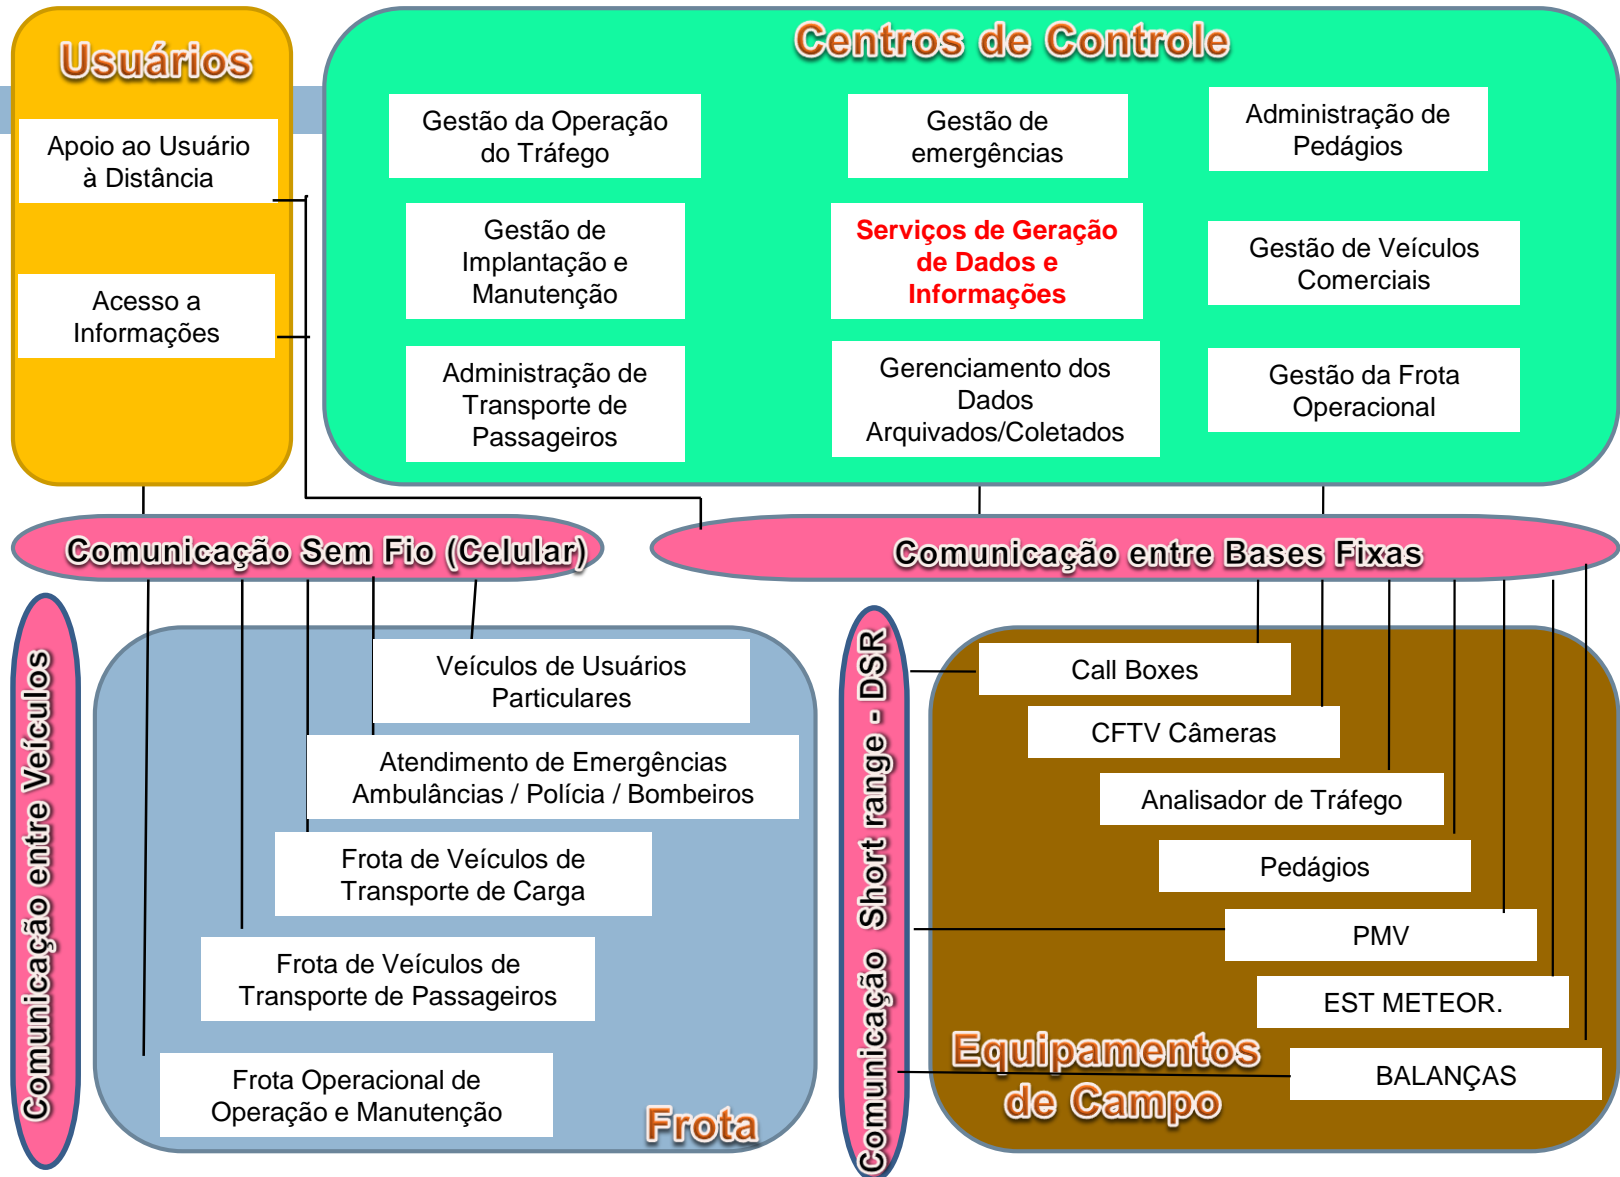 Usuários
Apoio ao Usuário
à Distância
Acesso a
Informações
Centros de Controle
Gestão da Operação
do Tráfego
Gestão de
emergências
Administração de
Pedágios
Gestão de
Implantação e
Manutenção
Serviços de Geração
de Dados e
Informações
Gestão de Veículos
Comerciais
Administração de
Transporte de
Passageiros
Gerenciamento dos
Dados
Arquivados/Coletados
Gestão da Frota
Operacional
Comunicação Sem Fio (Celular)
Comunicação entre Bases Fixas
Comunicação entre Veículos
Veículos de Usuários
Particulares
Atendimento de Emergências
Ambulâncias / Polícia / Bombeiros
Frota de Veículos de
Transporte de Carga
Frota de Veículos de
Transporte de Passageiros
Frota Operacional de
Operação e Manutenção
Frota
Comunicação Short range - DSR
Call Boxes
CFTV Câmeras
Analisador de Tráfego
Pedágios
PMV
EST METEOR.
BALANÇAS
Equipamentos
de Campo